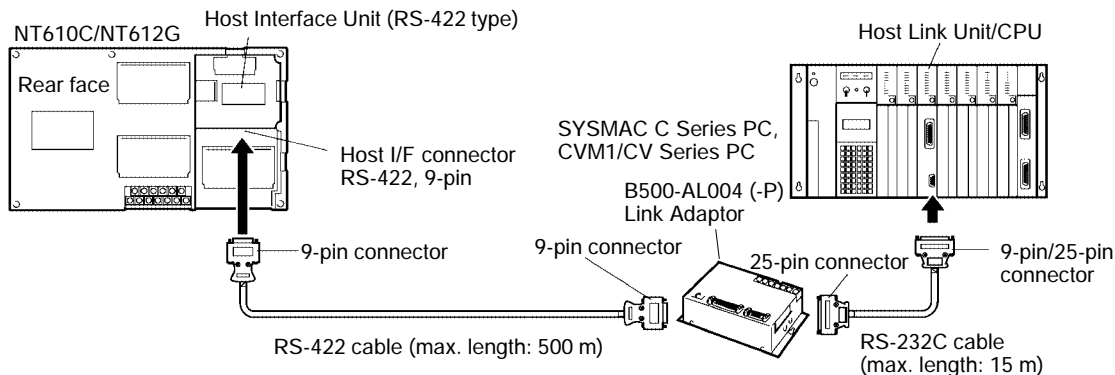 Host Interface Unit (RS-422 type)
NT610C/NT612G
Rear face
Host I/F connector
RS-422, 9-pin
Host Link Unit/CPU
SYSMAC C Series PC,
CVM1/CV Series PC
B500-AL004 (-P)
Link Adaptor
9-pin connector
9-pin connector
25-pin connector
9-pin/25-pin
connector
RS-422 cable (max. length: 500 m)
RS-232C cable
(max. length: 15 m)